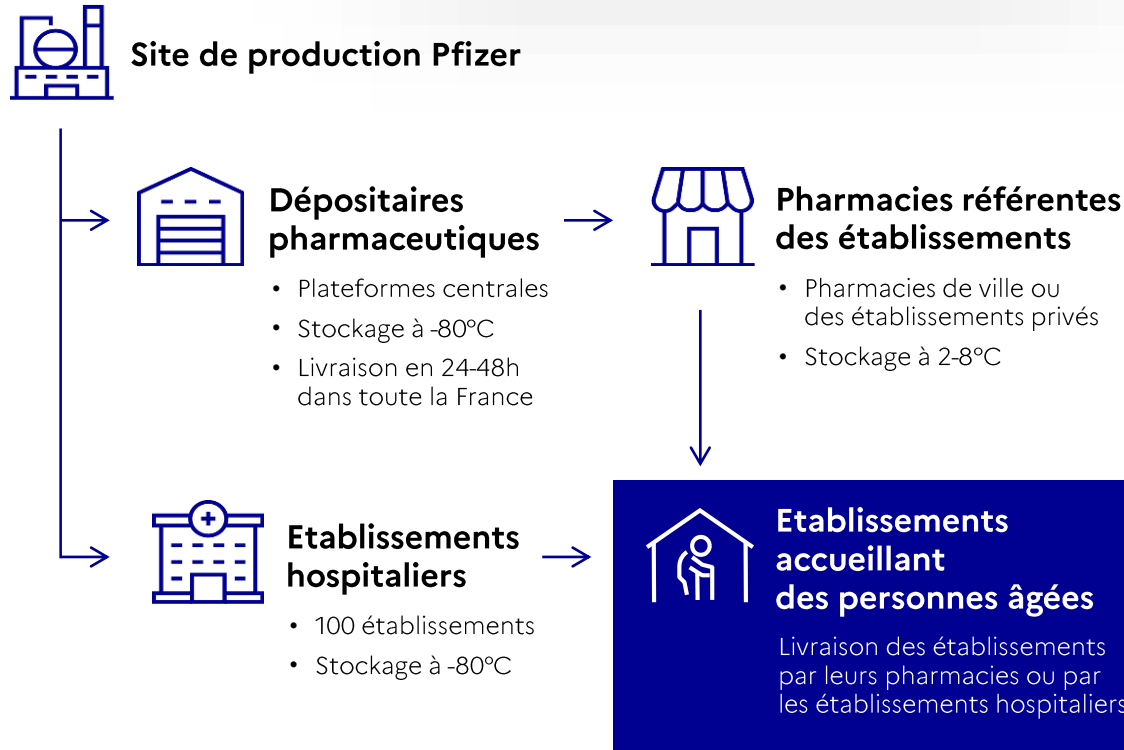 Site de production Pfizer
Dépositaires
pharmaceutiques
• Plateformes centrales
• Stockage à -80°C
• Livraison en 24-48h
dans toute la France
Pharmacies référentes
des établissements
• Pharmacies de ville ou
des établissements privés
• Stockage à 2-8°C
Etablissements
hospitaliers
• 100 établissements
• Stockage à -80°C
Etablissements
accueillant
des personnes âgées
Livraison des établissements
par leurs pharmacies ou par
les établissements hospitaliers